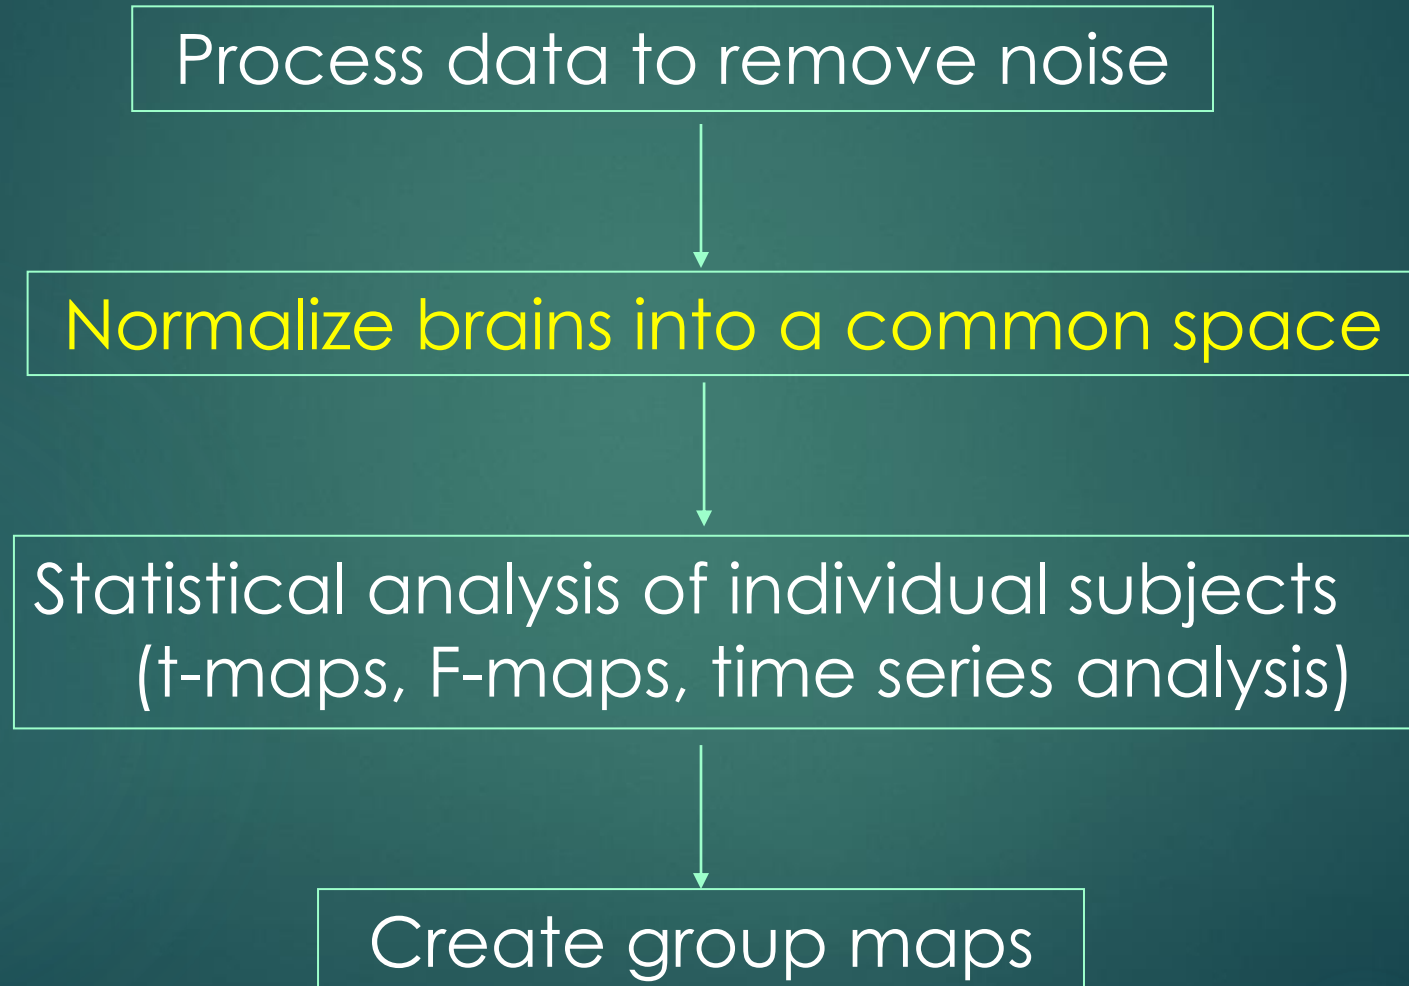 Process data to remove noise
Normalize brains into a common space
Statistical analysis of individual subjects
(t-maps, F-maps, time series analysis)
Create group maps